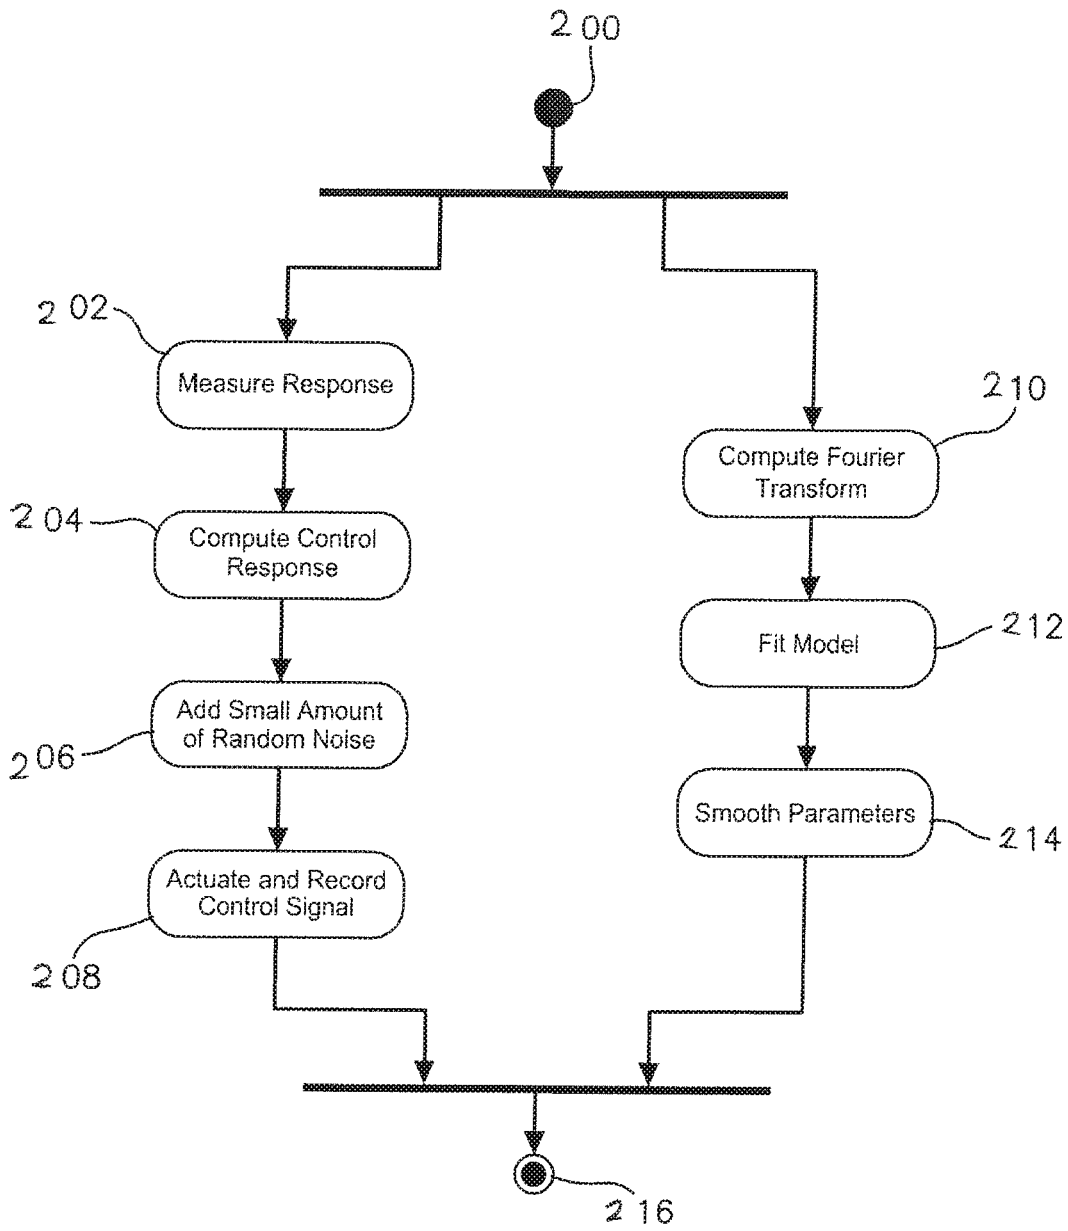 200
202
Measure Response
210
Compute Fourier
Transform
204
Compute Control
Response
212
Fit Model
206
Add Small Amount
of Random Noise
Smooth Parameters
214
Actuate and Record
Control Signal
208
216